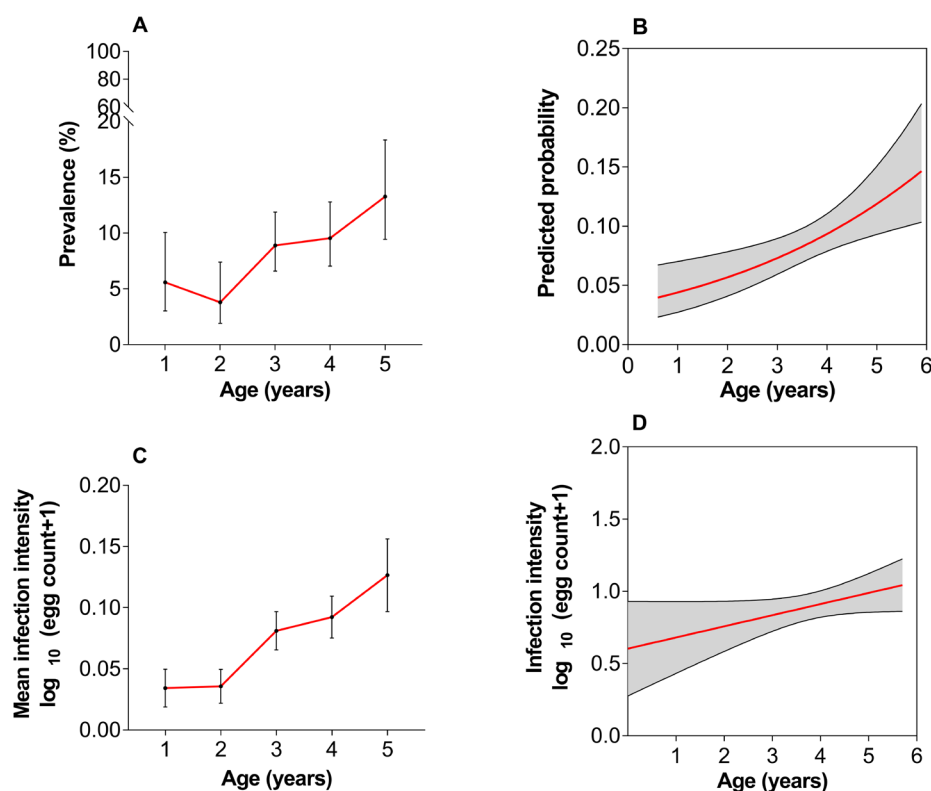 A
Prevalence (%)
100
80
60
20
15
10
5
0
1 2 3 4 5
Age (years)
B
Predicted probability
0.25
0.20
0.15
0.10
0.05
0.00
0 1 2 3 4 5 6
Age (years)
C
Mean infection intensity
log 10 (egg count+1)
0.20
0.15
0.10
0.05
0.00
1 2 3 4 5
Age (years)
D
Infection intensity
log 10 (egg count+1)
2.0
1.5
1.0
0.5
0.0
1 2 3 4 5 6
Age (years)